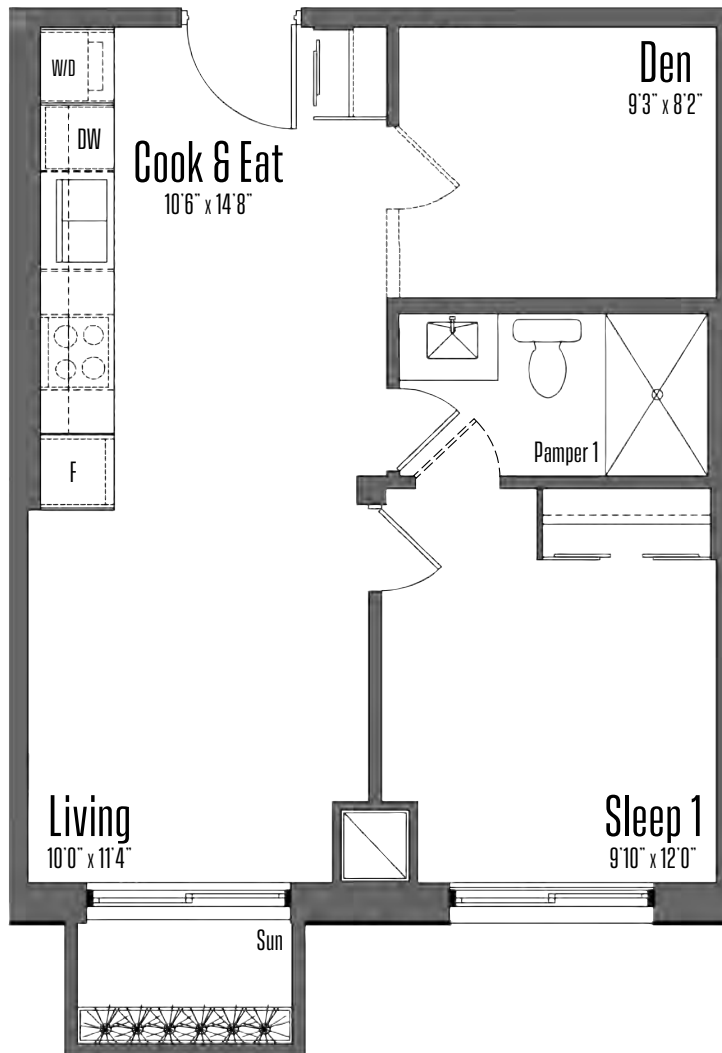 W/D
DW
Cook & Eat
10'6" x 14'8"
Den
9'3" x 8'2"
F
Pamper 1
Living
10'0" x 11'4"
Sleep 1
9'10" x 12'0"
Sun